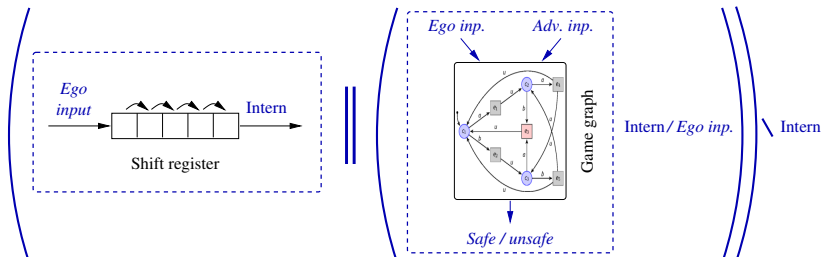 Ego inp.
Adv. inp.
Ego
input
Intern
Shift register
Game graph
Intern / Ego inp.
\ Intern
Safe / unsafe